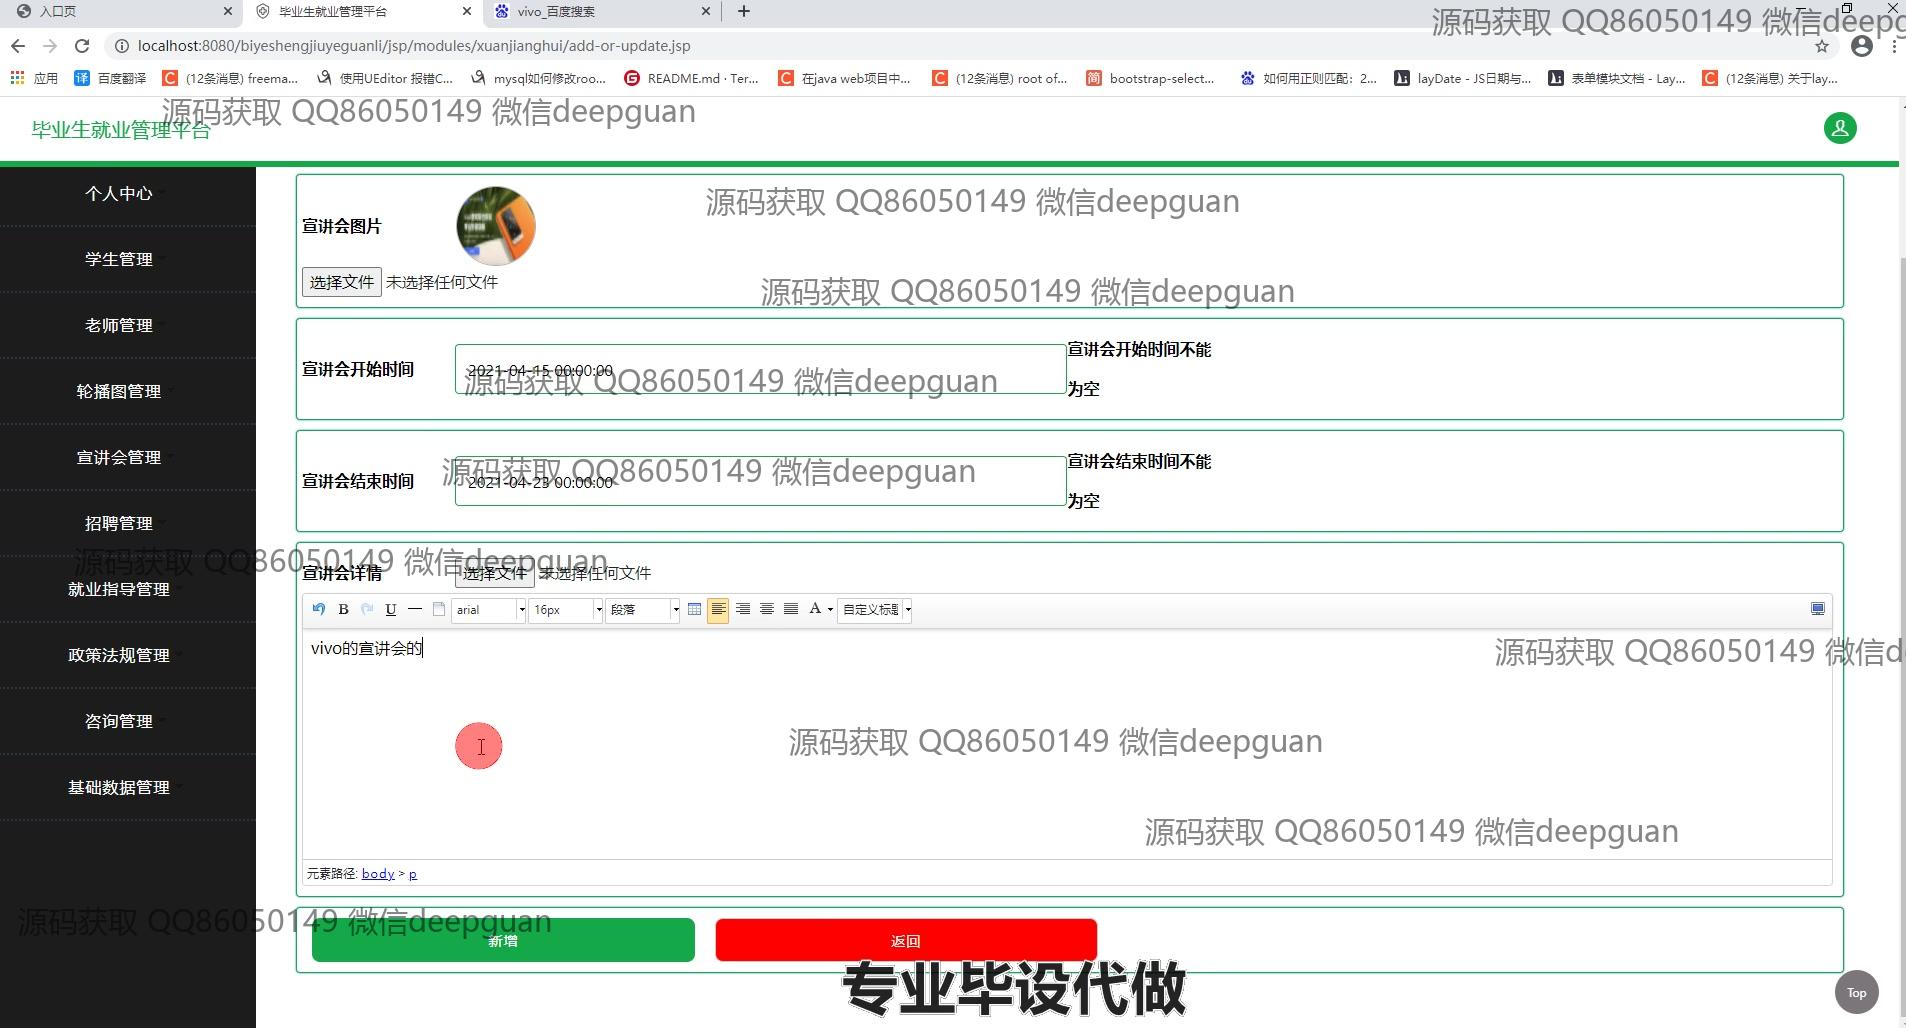 入口页
毕业生就业管理平台
vivo_百度搜索
源码获取 QQ86050149 微信deepg
localhost:8080/biyeshengjiuyeguanli/jsp/modules/xuanjianghui/add-or-update.jsp
应用 百度翻译 (12条消息) freema... 使用UEditor 报错C... mysql如何修改roo... README.md · Ter... 在java web项目中... (12条消息) root of... bootstrap-select... 如何用正则匹配：2... layDate - JS日期与... 表单模块文档 - Lay... (12条消息) 关于lay...
源码获取 QQ86050149 微信deepguan
毕业生就业管理平台
个人中心
学生管理
老师管理
轮播图管理
宣讲会管理
招聘管理
就业指导管理
政策法规管理
咨询管理
基础数据管理
源码获取 QQ86050149 微信deepguan
宣讲会图片
选择文件 未选择任何文件
源码获取 QQ86050149 微信deepguan
宣讲会开始时间
2021-04-15 00:00:00
宣讲会开始时间不能
为空
源码获取 QQ86050149 微信deepguan
宣讲会结束时间
2021-04-23 00:00:00
宣讲会结束时间不能
为空
源码获取 QQ86050149 微信deepguan
源码获取 QQ86050149 微信deepguan
宣讲会详情
选择文件 未选择任何文件
B U arial 16px 段落 A 自定义标题
vivo的宣讲会的
源码获取 QQ86050149 微信d
源码获取 QQ86050149 微信deepguan
源码获取 QQ86050149 微信deepguan
元素路径: body > p
源码获取 QQ86050149 微信deepguan
新增
返回
专业毕设代做
Top